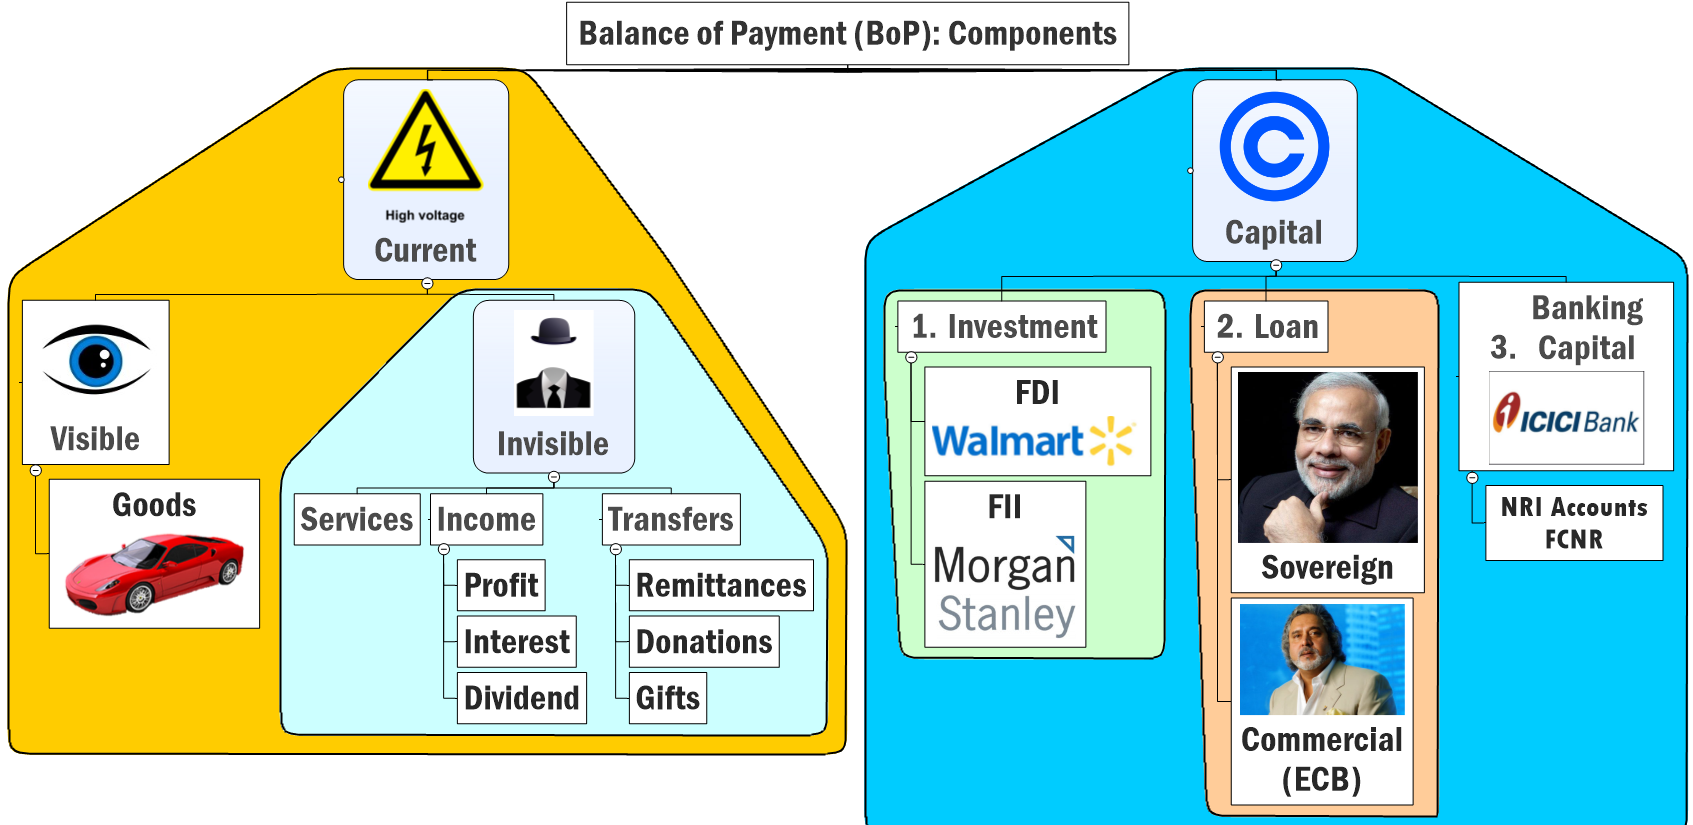 Balance of Payment (BoP): Components
High voltage
Current
Visible
Goods
Invisible
Services
Income
Profit
Interest
Dividend
Transfers
Remittances
Donations
Gifts
C
Capital
1. Investment
FDI
Walmart
FII
Morgan
Stanley
2. Loan
Sovereign
Commercial
(ECB)
Banking
3. Capital
i ICICI Bank
NRI Accounts
FCNR